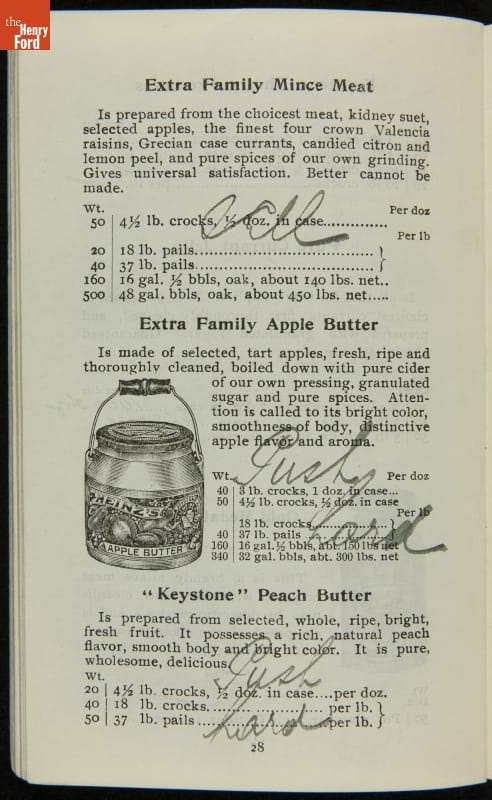 the
Henry
Ford
Extra Family Mince Meat
Is prepared from the choicest meat, kidney suet,
selected apples, the finest four crown Valencia
raisins, Grecian case currants, candied citron and
lemon peel, and pure spices of our own grinding.
Gives universal satisfaction. Better cannot be
made.
Wt. Per doz
50 | 4½ lb. crocks, ½ doz. in case..............
Sell
Per lb
20 | 18 lb. pails.................................. }
40 | 37 lb. pails.................................. }
160 | 16 gal. ½ bbls, oak, about 140 lbs. net..
500 | 48 gal. bbls, oak, about 450 lbs. net.....
Extra Family Apple Butter
Is made of selected, tart apples, fresh, ripe and
thoroughly cleaned, boiled down with pure cider
of our own pressing, granulated
sugar and pure spices. Atten-
tion is called to its bright color,
smoothness of body, distinctive
apple flavor and aroma.
HEINZ'S
APPLE BUTTER
Push
Hard
Wt. Per doz
40 | 3 lb. crocks, 1 doz. in case...
50 | 4½ lb. crocks, ½ doz. in case
Per lb
18 lb. crocks.................. }
40 | 37 lb. pails .................. }
160 | 16 gal. ½ bbls, abt. 150 lbs net
340 | 32 gal. bbls, abt. 300 lbs. net
"Keystone" Peach Butter
Is prepared from selected, whole, ripe, bright,
fresh fruit. It possesses a rich, natural peach
flavor, smooth body and bright color. It is pure,
wholesome, delicious.
Push
Hard
Wt.
20 | 4½ lb. crocks, ½ doz. in case....per doz.
40 | 18 lb. crocks..................... per lb. }
50 | 37 lb. pails......................per lb. }
28